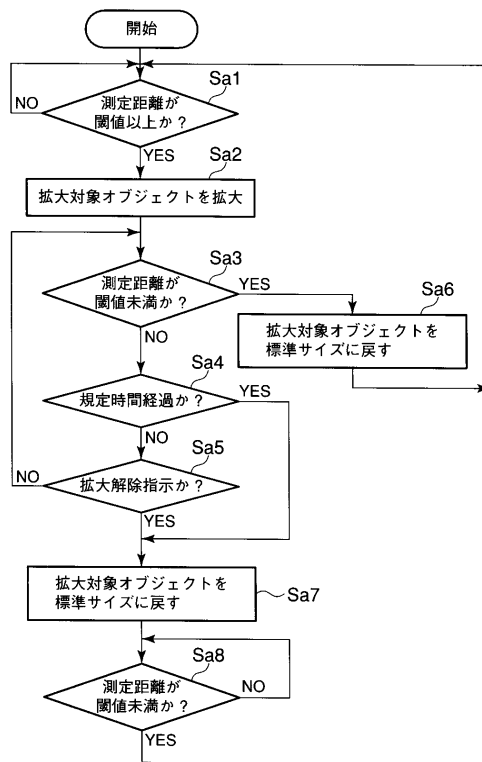 開始
Sa1
測定距離が
閾値以上か？
NO
YES
Sa2
拡大対象オブジェクトを拡大
Sa3
測定距離が
閾値未満か？
YES
NO
Sa6
拡大対象オブジェクトを
標準サイズに戻す
Sa4
規定時間経過か？
YES
NO
Sa5
拡大解除指示か？
NO
YES
拡大対象オブジェクトを
標準サイズに戻す
Sa7
Sa8
測定距離が
閾値未満か？
NO
YES